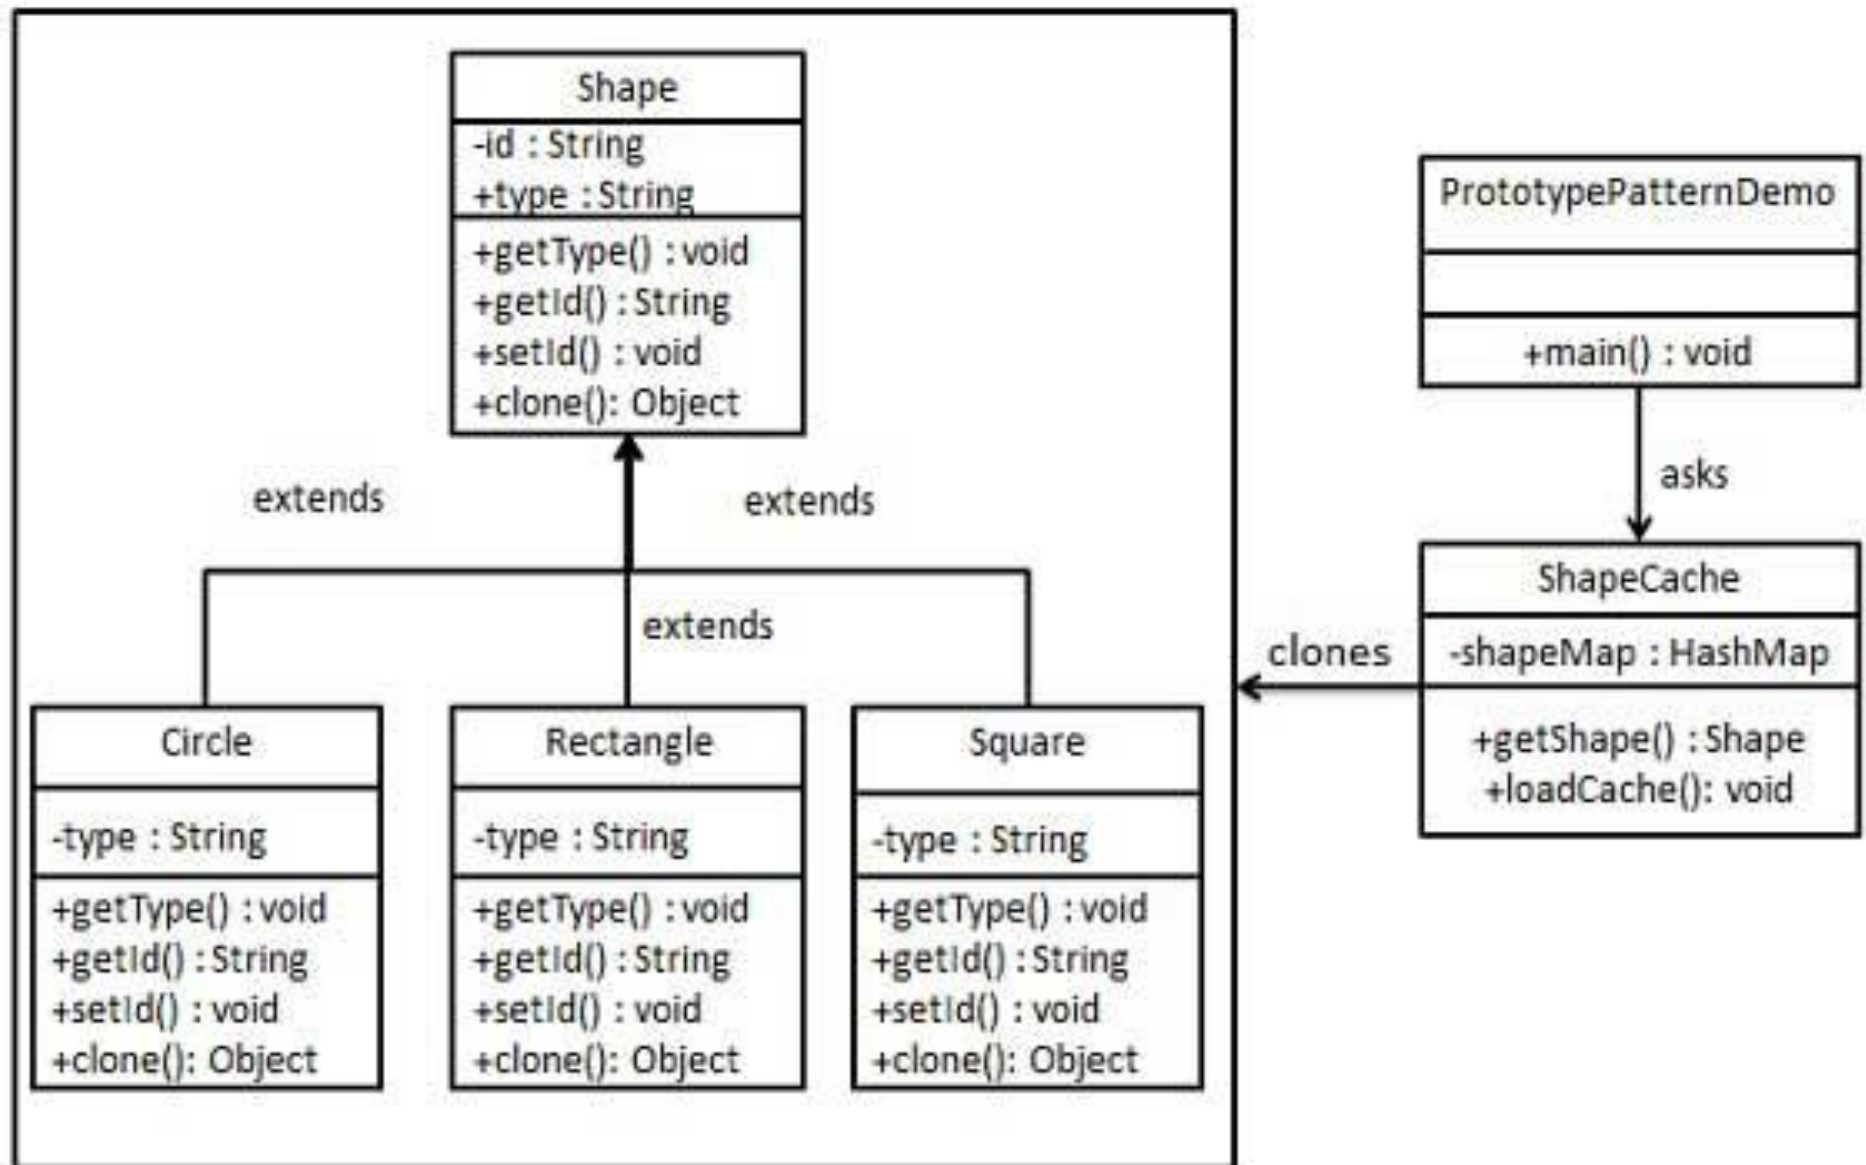 Shape
-id : String
+type : String
+getType() : void
+getId() : String
+setId() : void
+clone(): Object
extends
extends
extends
Circle
-type : String
+getType() : void
+getId() : String
+setId() : void
+clone(): Object
Rectangle
-type : String
+getType() : void
+getId() : String
+setId() : void
+clone(): Object
Square
-type : String
+getType() : void
+getId() : String
+setId() : void
+clone(): Object
PrototypePatternDemo
+main() : void
asks
ShapeCache
-shapeMap : HashMap
+getShape() : Shape
+loadCache(): void
clones